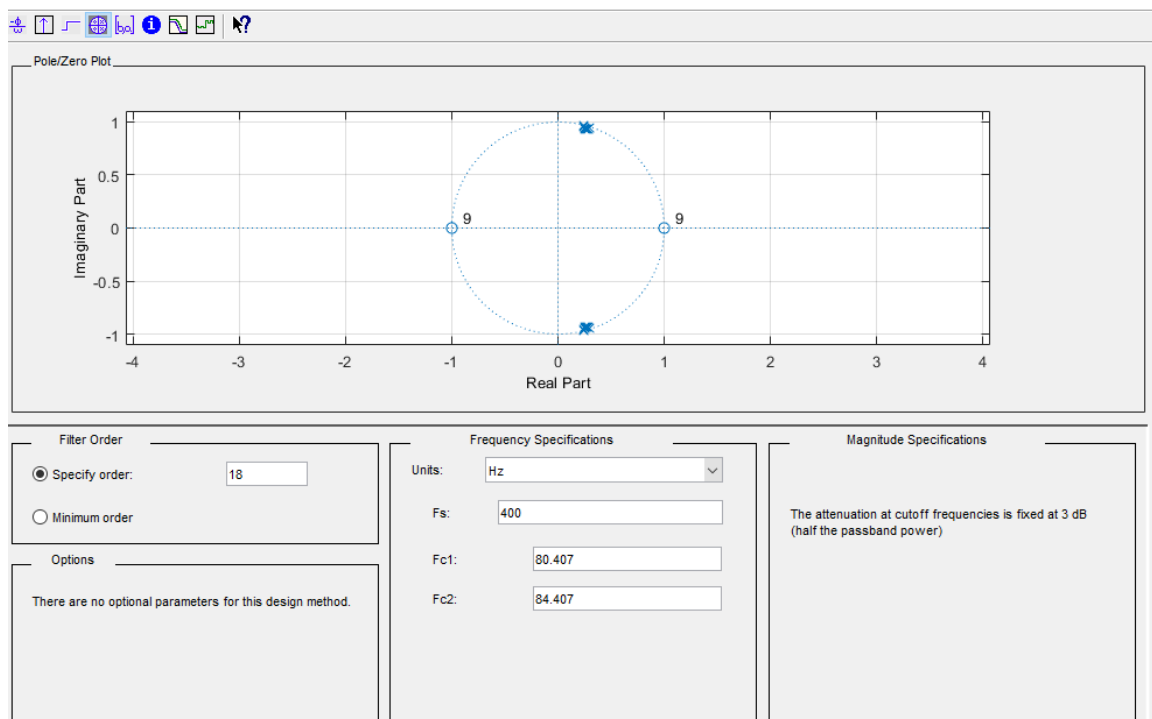 Pole/Zero Plot
1
0.5
0
-0.5
-1
Imaginary Part
9
9
-4
-3
-2
-1
0
1
2
3
4
Real Part
Filter Order
Specify order:
18
Minimum order
Options
There are no optional parameters for this design method.
Frequency Specifications
Units:
Hz
Fs:
400
Fc1:
80.407
Fc2:
84.407
Magnitude Specifications
The attenuation at cutoff frequencies is fixed at 3 dB
(half the passband power)